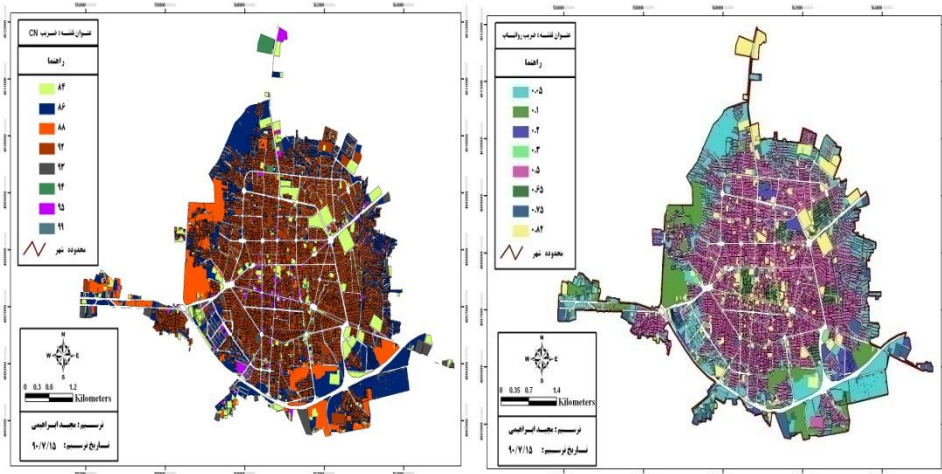 عنوان نقشه: ضریب CN
راهنما
۸۴
۸۶
۸۸
۹۲
۹۳
۹۴
۹۵
۹۹
محدوده شهر
N
W E
S
0 0.3 0.6 1.2
Kilometers
ترسیم: مجید ابراهیمی
تاریخ ترسیم: ۹۰/۷/۱۵
عنوان نقشه: ضریب رواناب
راهنما
۰.۰۵
۰.۱
۰.۲
۰.۳
۰.۵
۰.۶۵
۰.۷۵
۰.۸۲
محدوده شهر
N
W E
S
0 0.35 0.7 1.4
Kilometers
ترسیم: مجید ابراهیمی
تاریخ ترسیم: ۹۰/۷/۱۵